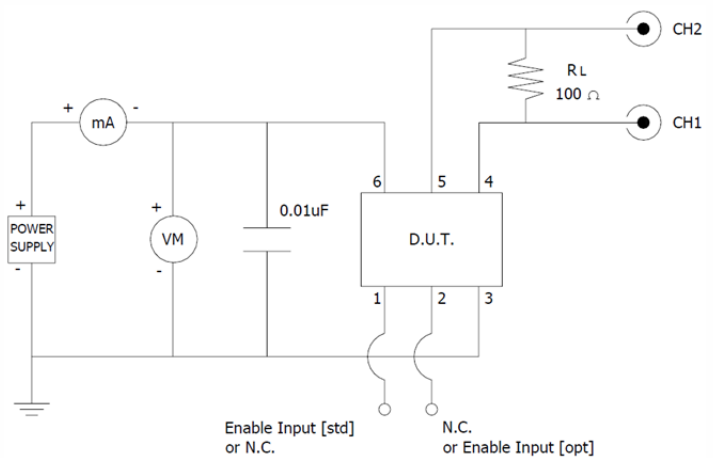 CH2
RL
100 Ω
CH1
+
-
mA
6
5
4
+
POWER
SUPPLY
-
+
VM
-
0.01uF
D.U.T.
1
2
3
Enable Input [std]
or N.C.
N.C.
or Enable Input [opt]